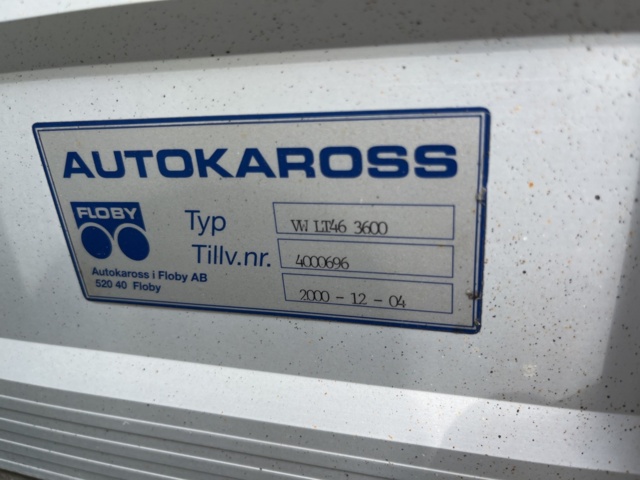 AUTOKAROSS
FLOBY
Typ VW LT46 3600
Tillv.nr. 4000696
2000 - 12 - 04
Autokaross i Floby AB
520 40 Floby